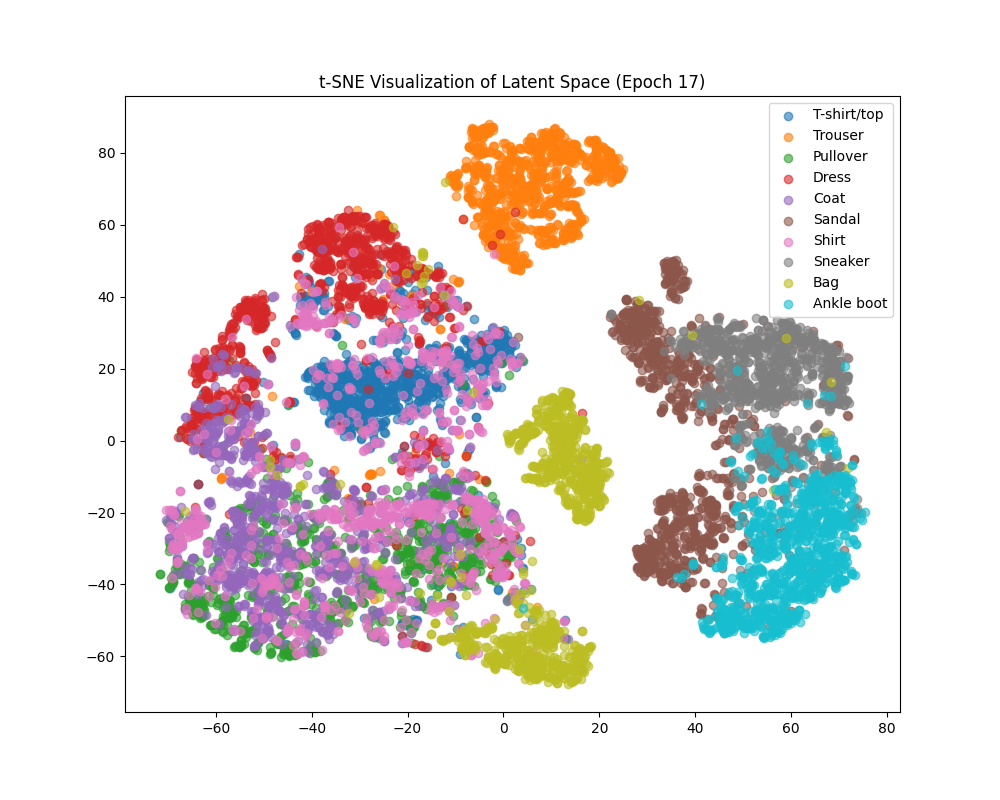 t-SNE Visualization of Latent Space (Epoch 17)
T-shirt/top
Trouser
Pullover
Dress
Coat
Sandal
Shirt
Sneaker
Bag
Ankle boot
80
60
40
20
0
−20
−40
−60
−60 −40 −20 0 20 40 60 80